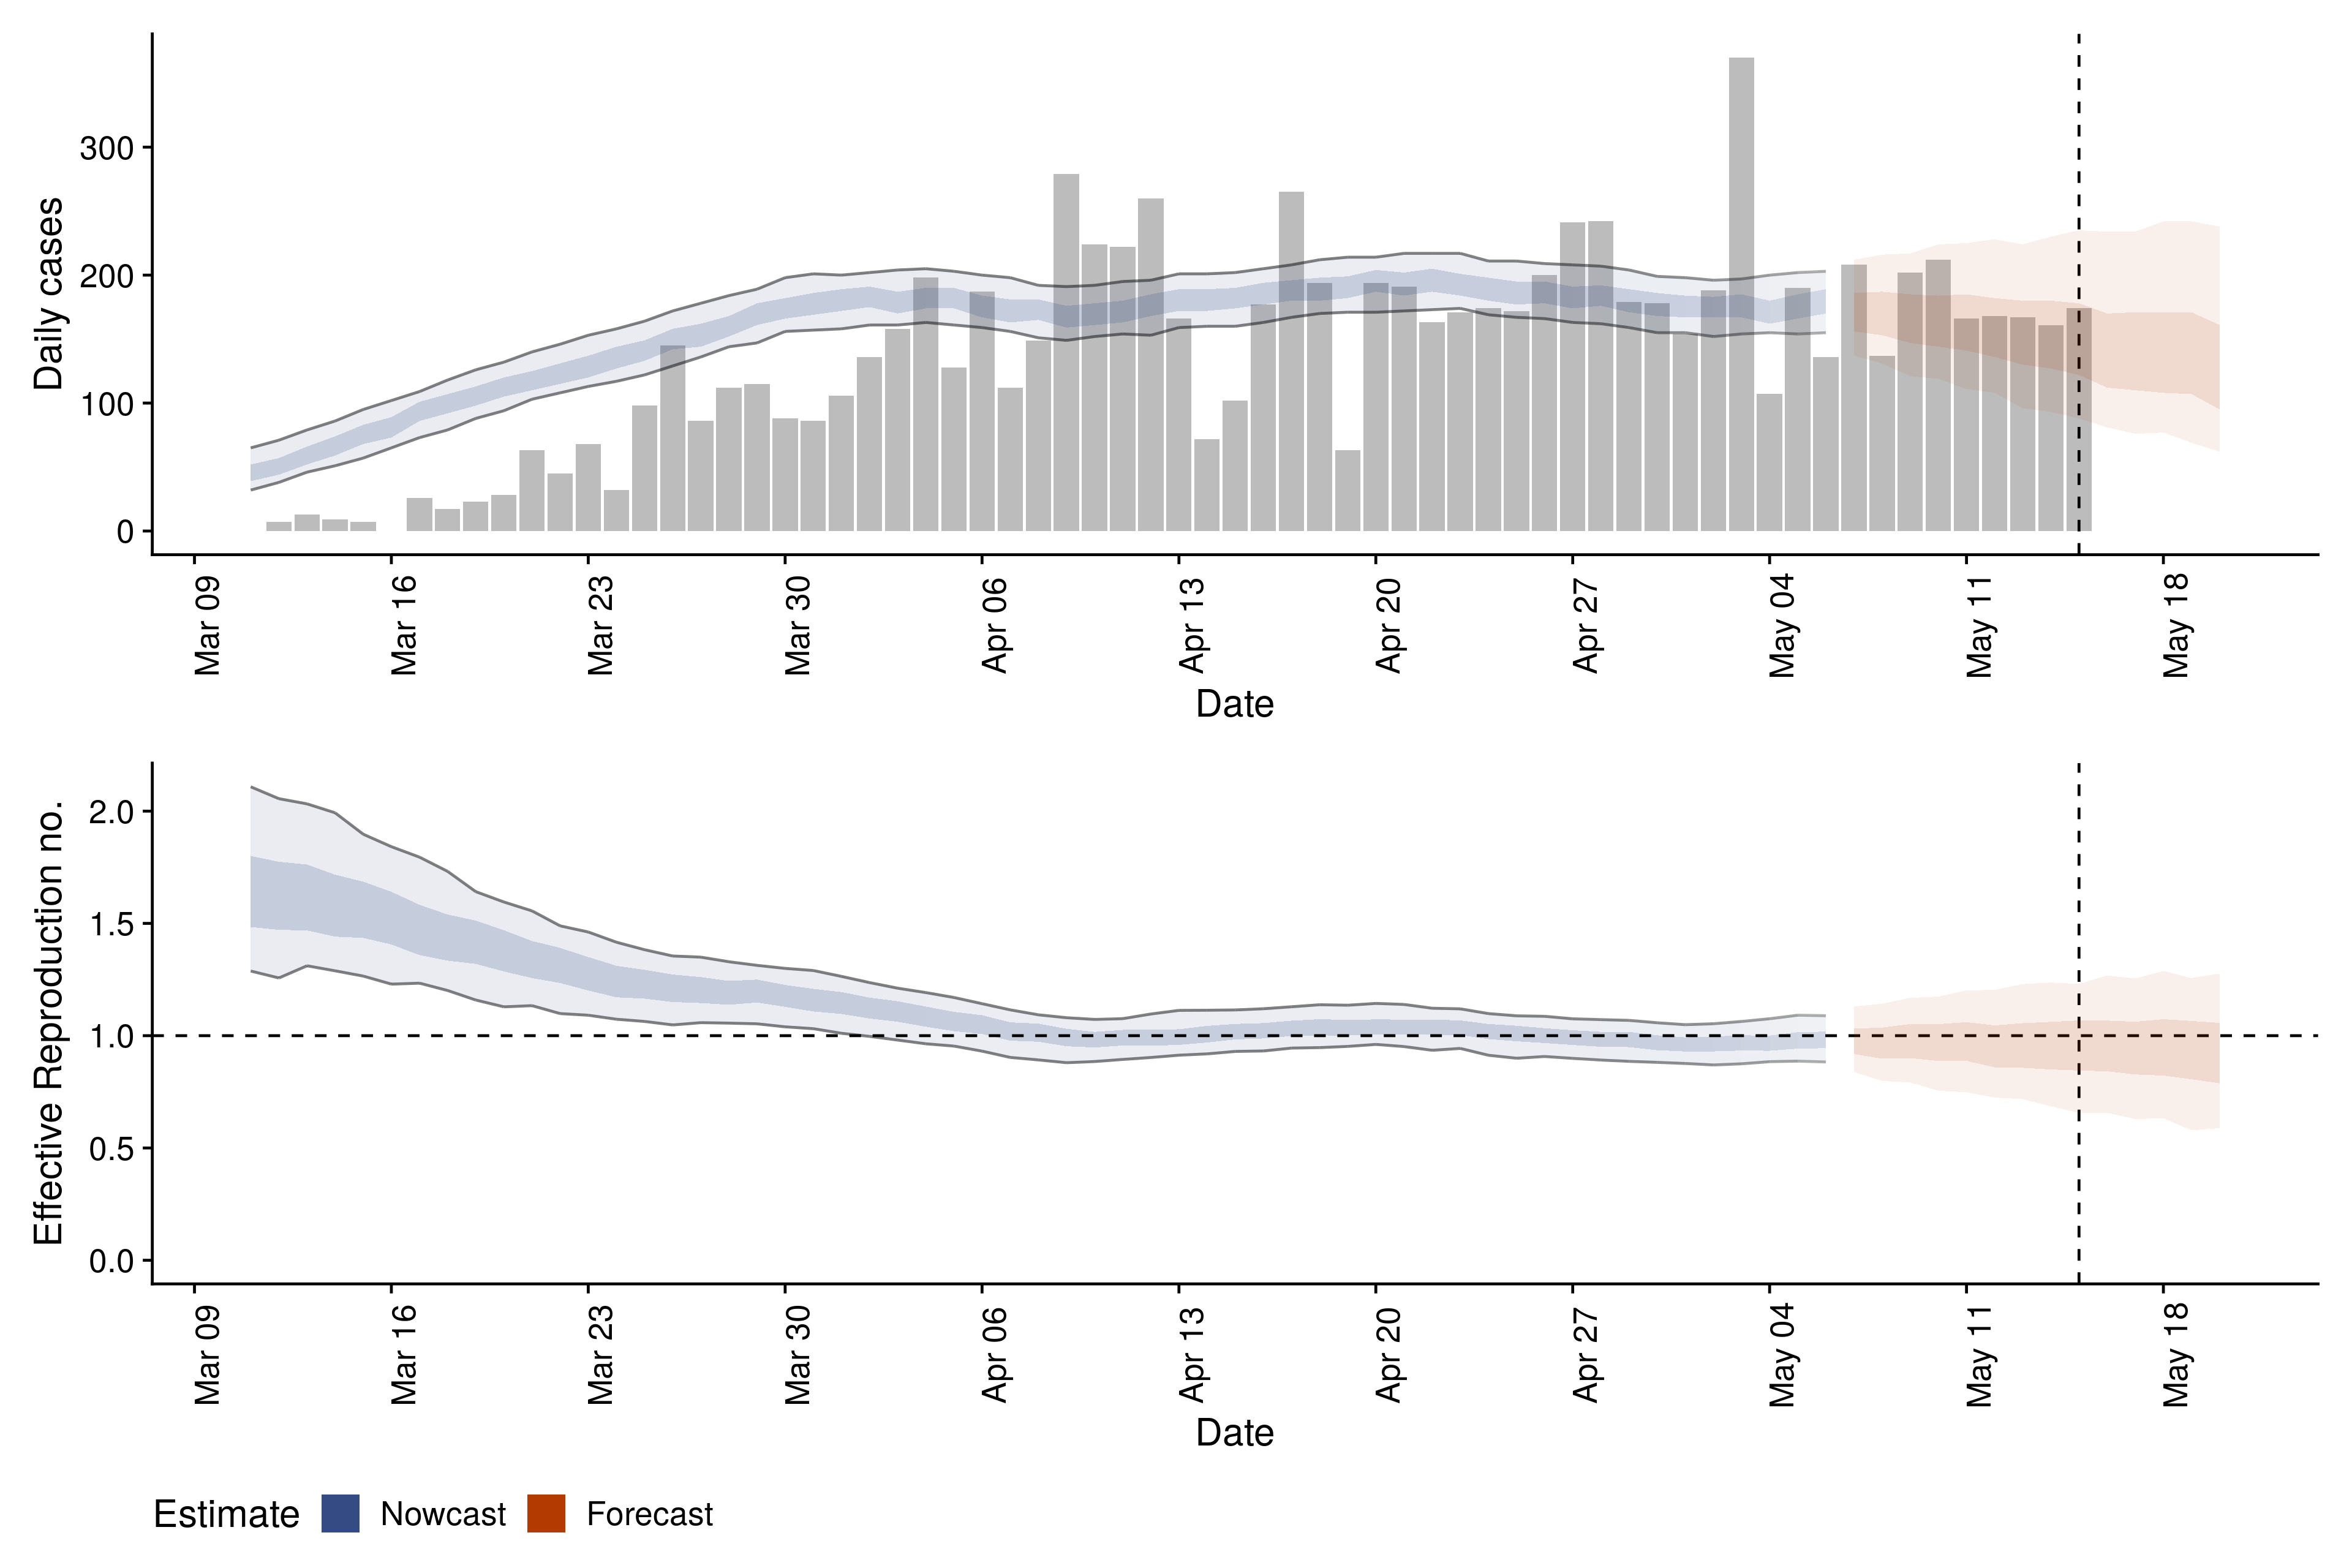 Daily cases
300
200
100
0
Mar 09
Mar 16
Mar 23
Mar 30
Apr 06
Apr 13
Apr 20
Apr 27
May 04
May 11
May 18
Date
Effective Reproduction no.
2.0
1.5
1.0
0.5
0.0
Mar 09
Mar 16
Mar 23
Mar 30
Apr 06
Apr 13
Apr 20
Apr 27
May 04
May 11
May 18
Date
Estimate Nowcast Forecast